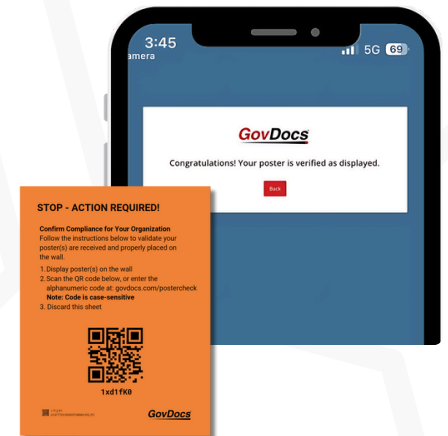 3:45
amera
5G 69
GovDocs
Congratulations! Your poster is verified as displayed.
Back
STOP - ACTION REQUIRED!
Confirm Compliance for Your Organization
Follow the instructions below to validate your
poster(s) are received and properly placed on
the wall.
1. Display poster(s) on the wall
2. Scan the QR code below, or enter the
alphanumeric code at: govdocs.com/postercheck
Note: Code is case-sensitive
3. Discard this sheet
1xd1fK0
GovDocs